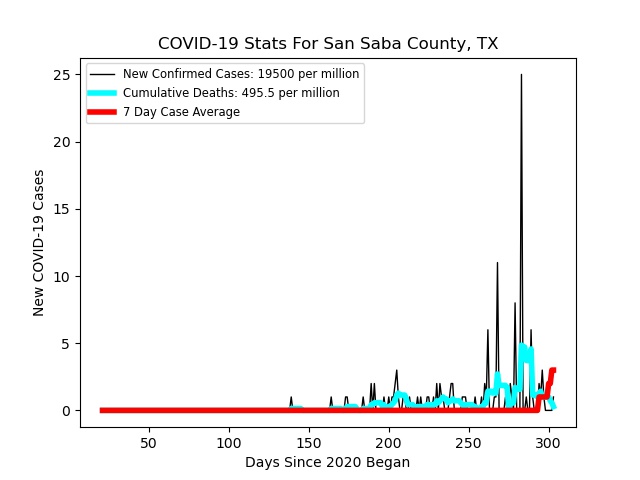 COVID-19 Stats For San Saba County, TX
New Confirmed Cases: 19500 per million
Cumulative Deaths: 495.5 per million
7 Day Case Average
25
20
15
10
5
0
New COVID-19 Cases
50 100 150 200 250 300
Days Since 2020 Began